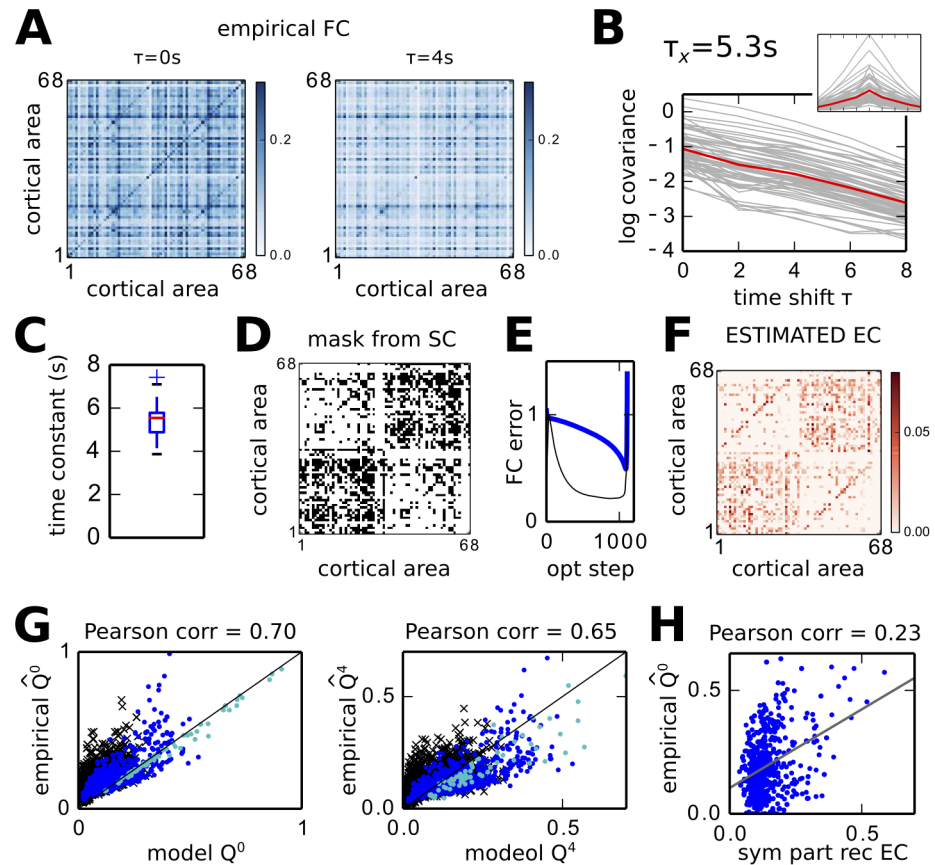 A
empirical FC
τ=0s
τ=4s
cortical area
68
1
1
68
cortical area
0.2
0.0
1
68
cortical area
0.2
0.0
B
τx=5.3s
log covariance
0
- 1
- 2
- 3
- 4
0 2 4 6 8
time shift τ
C
time constant (s)
8
6
4
2
0
D
mask from SC
cortical area
68
1
1
68
cortical area
E
FC error
1
0
0
1000
opt step
F
ESTIMATED EC
cortical area
68
1
1
68
cortical area
0.05
0.00
G
Pearson corr = 0.70
empirical Q̂⁰
1
0
0
1
model Q⁰
Pearson corr = 0.65
empirical Q̂⁴
0.5
0.0
0.0
0.5
modeol Q⁴
H
Pearson corr = 0.23
empirical Q̂⁰
0.5
0.0
0.0
0.5
sym part rec EC